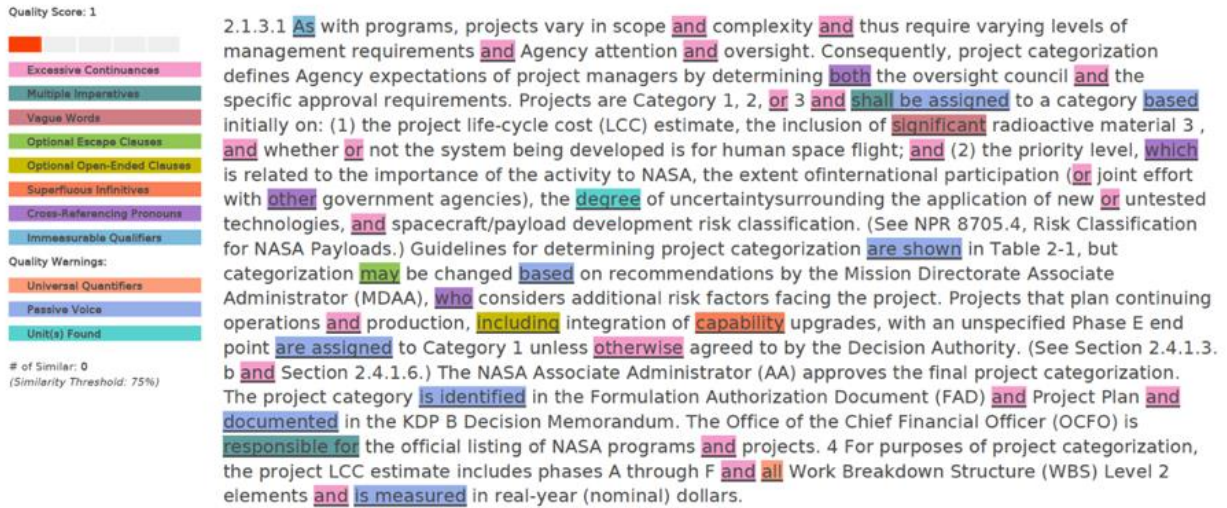 Quality Score: 1
Excessive Continuances
Multiple Imperatives
Vague Words
Optional Escape Clauses
Optional Open-Ended Clauses
Superfluous Infinitives
Cross-Referencing Pronouns
Immeasurable Qualifiers
Quality Warnings:
Universal Quantifiers
Passive Voice
Unit(s) Found
# of Similar: 0
(Similarity Threshold: 75%)
2.1.3.1 As with programs, projects vary in scope and complexity and thus require varying levels of
management requirements and Agency attention and oversight. Consequently, project categorization
defines Agency expectations of project managers by determining both the oversight council and the
specific approval requirements. Projects are Category 1, 2, or 3 and shall be assigned to a category based
initially on: (1) the project life-cycle cost (LCC) estimate, the inclusion of significant radioactive material 3 ,
and whether or not the system being developed is for human space flight; and (2) the priority level, which
is related to the importance of the activity to NASA, the extent ofinternational participation (or joint effort
with other government agencies), the degree of uncertaintysurrounding the application of new or untested
technologies, and spacecraft/payload development risk classification. (See NPR 8705.4, Risk Classification
for NASA Payloads.) Guidelines for determining project categorization are shown in Table 2-1, but
categorization may be changed based on recommendations by the Mission Directorate Associate
Administrator (MDAA), who considers additional risk factors facing the project. Projects that plan continuing
operations and production, including integration of capability upgrades, with an unspecified Phase E end
point are assigned to Category 1 unless otherwise agreed to by the Decision Authority. (See Section 2.4.1.3.
b and Section 2.4.1.6.) The NASA Associate Administrator (AA) approves the final project categorization.
The project category is identified in the Formulation Authorization Document (FAD) and Project Plan and
documented in the KDP B Decision Memorandum. The Office of the Chief Financial Officer (OCFO) is
responsible for the official listing of NASA programs and projects. 4 For purposes of project categorization,
the project LCC estimate includes phases A through F and all Work Breakdown Structure (WBS) Level 2
elements and is measured in real-year (nominal) dollars.